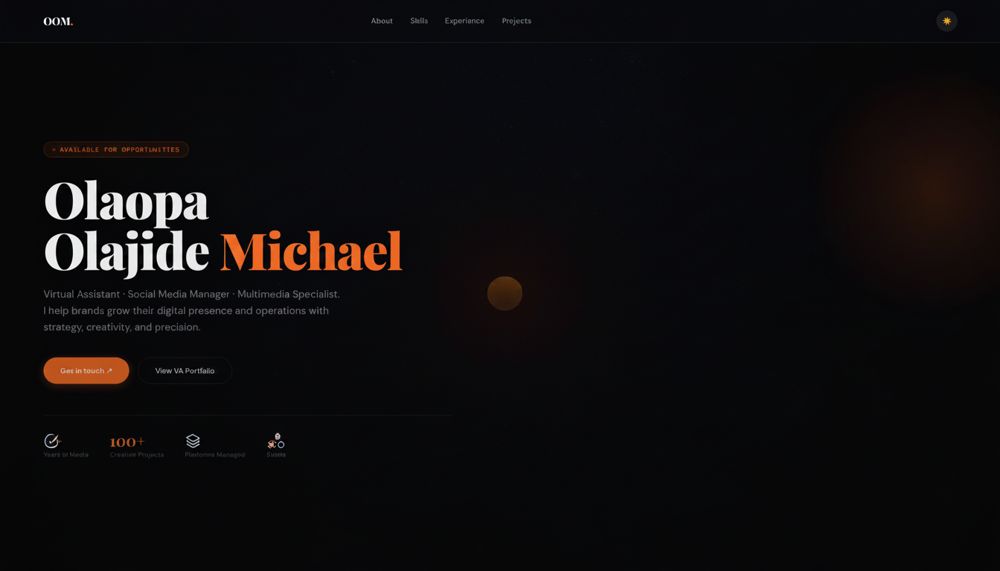 OOM.
About
Skills
Experience
Projects
AVAILABLE FOR OPPORTUNITIES
Olaopa
Olajide Michael
Virtual Assistant · Social Media Manager · Multimedia Specialist.
I help brands grow their digital presence and operations with
strategy, creativity, and precision.
Get in touch ↗
View VA Portfolio
100+
Years of Media
Creative Projects
Platforms Managed